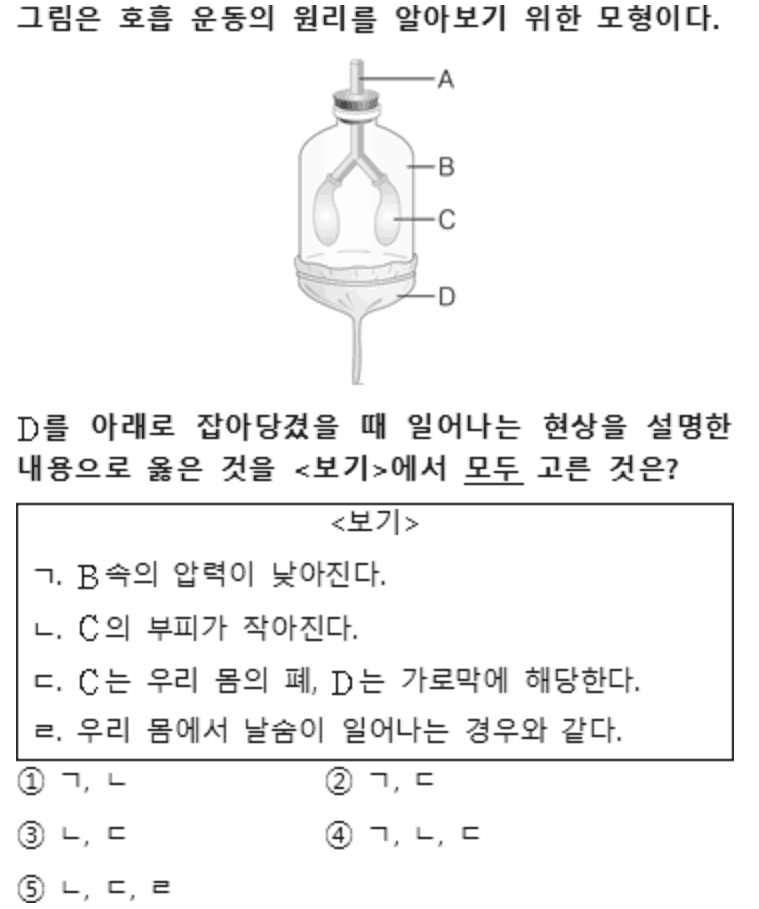 그림은 호흡 운동의 원리를 알아보기 위한 모형이다.
A
B
C
D
D를 아래로 잡아당겼을 때 일어나는 현상을 설명한
내용으로 옳은 것을 <보기>에서 모두 고른 것은?
<보기>
ㄱ. B속의 압력이 낮아진다.
ㄴ. C의 부피가 작아진다.
ㄷ. C는 우리 몸의 폐, D는 가로막에 해당한다.
ㄹ. 우리 몸에서 날숨이 일어나는 경우와 같다.
① ㄱ, ㄴ ② ㄱ, ㄷ
③ ㄴ, ㄷ ④ ㄱ, ㄴ, ㄷ
⑤ ㄴ, ㄷ, ㄹ